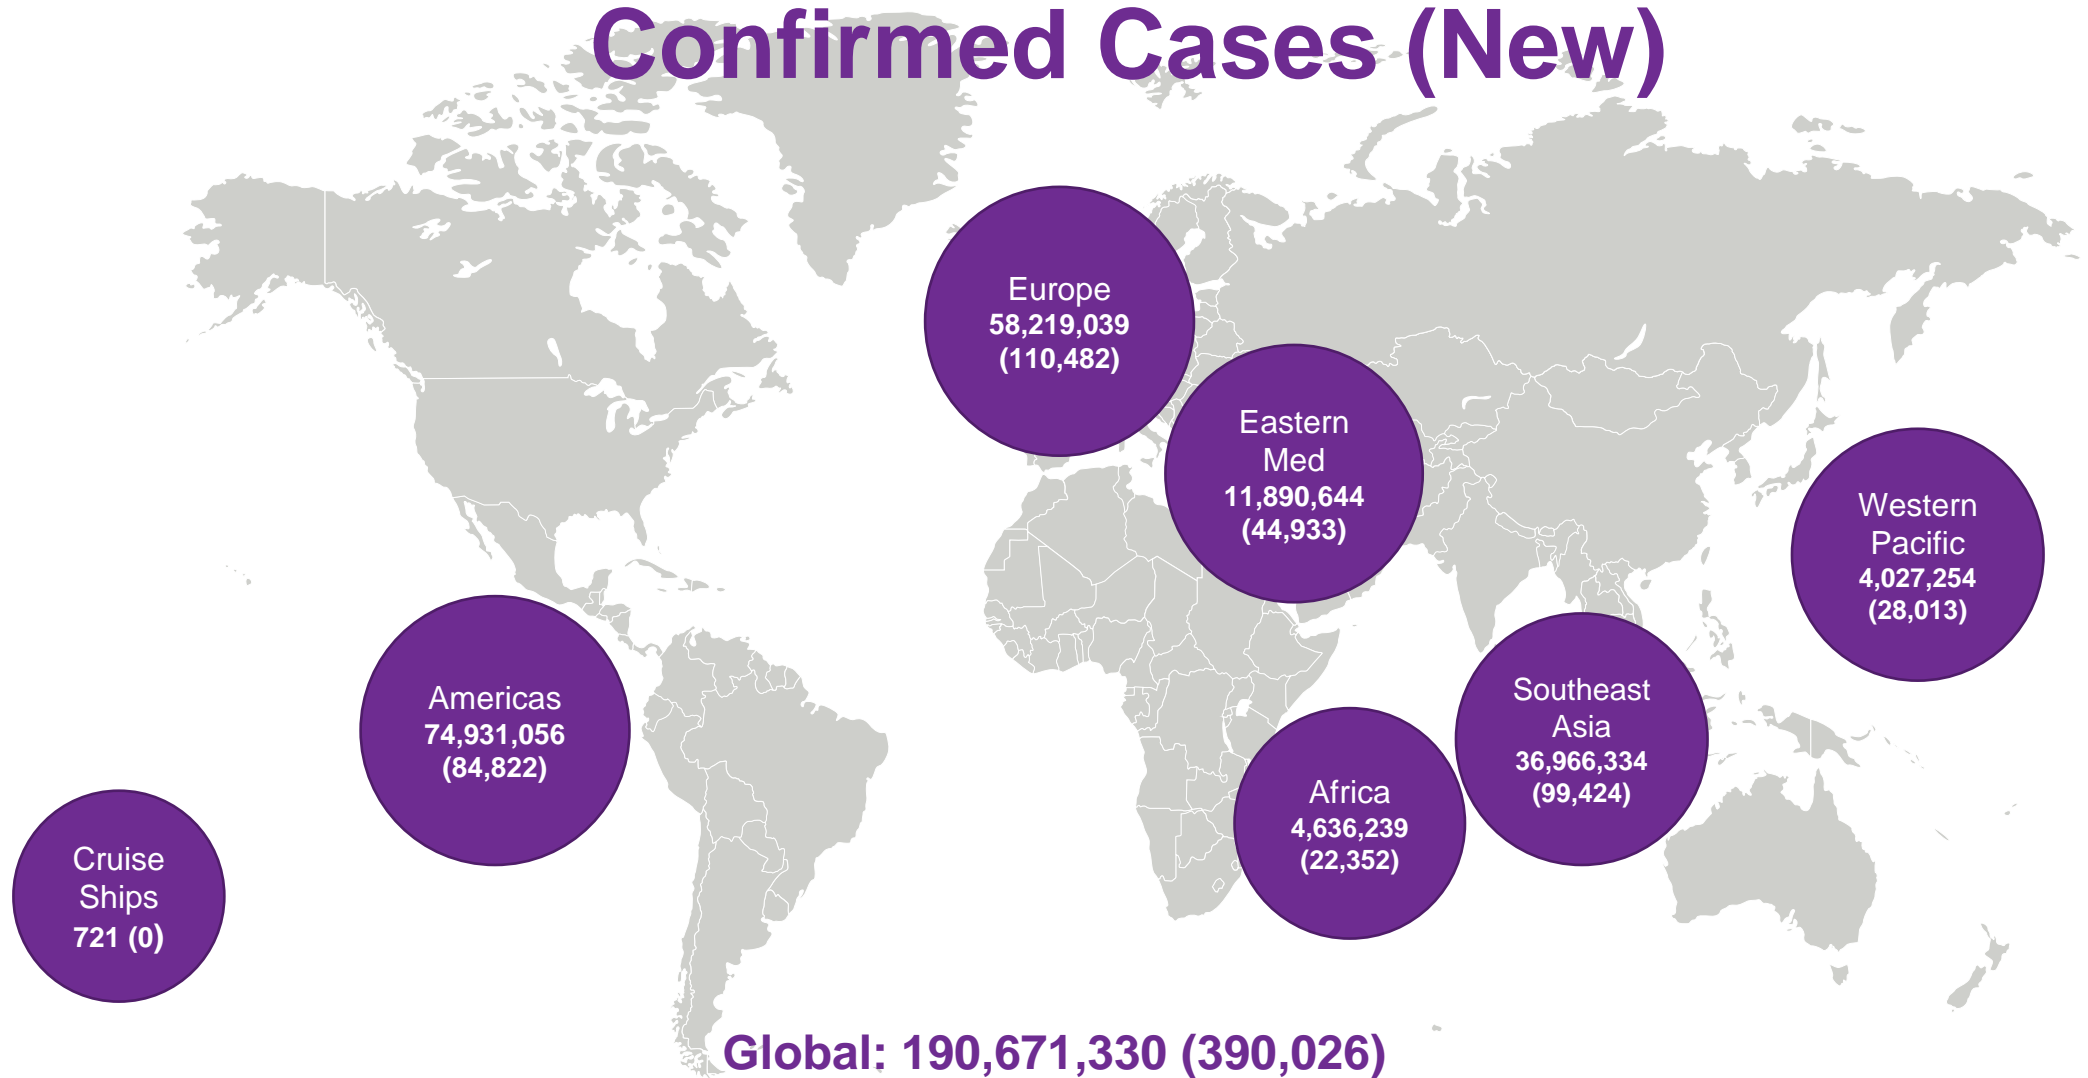 Confirmed Cases (New)
Europe
58,219,039
(110,482)
Eastern
Med
11,890,644
(44,933)
Western
Pacific
4,027,254
(28,013)
Americas
74,931,056
(84,822)
Southeast
Asia
36,966,334
(99,424)
Africa
4,636,239
(22,352)
Cruise
Ships
721 (0)
Global: 190,671,330 (390,026)